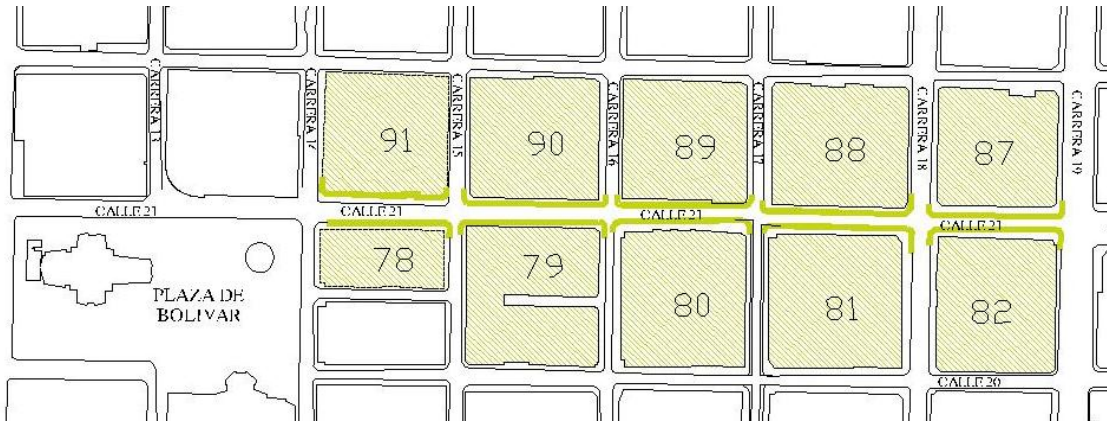 CARRERA 13
CARRERA 14
CARRERA 15
CARRERA 16
CARRERA 17
CARRERA 18
CARRERA 19
91
90
89
88
87
CALLE 21
CALLE 21
CALLE 21
CALLE 21
78
79
80
81
82
PLAZA DE
BOLIVAR
CALLE 20